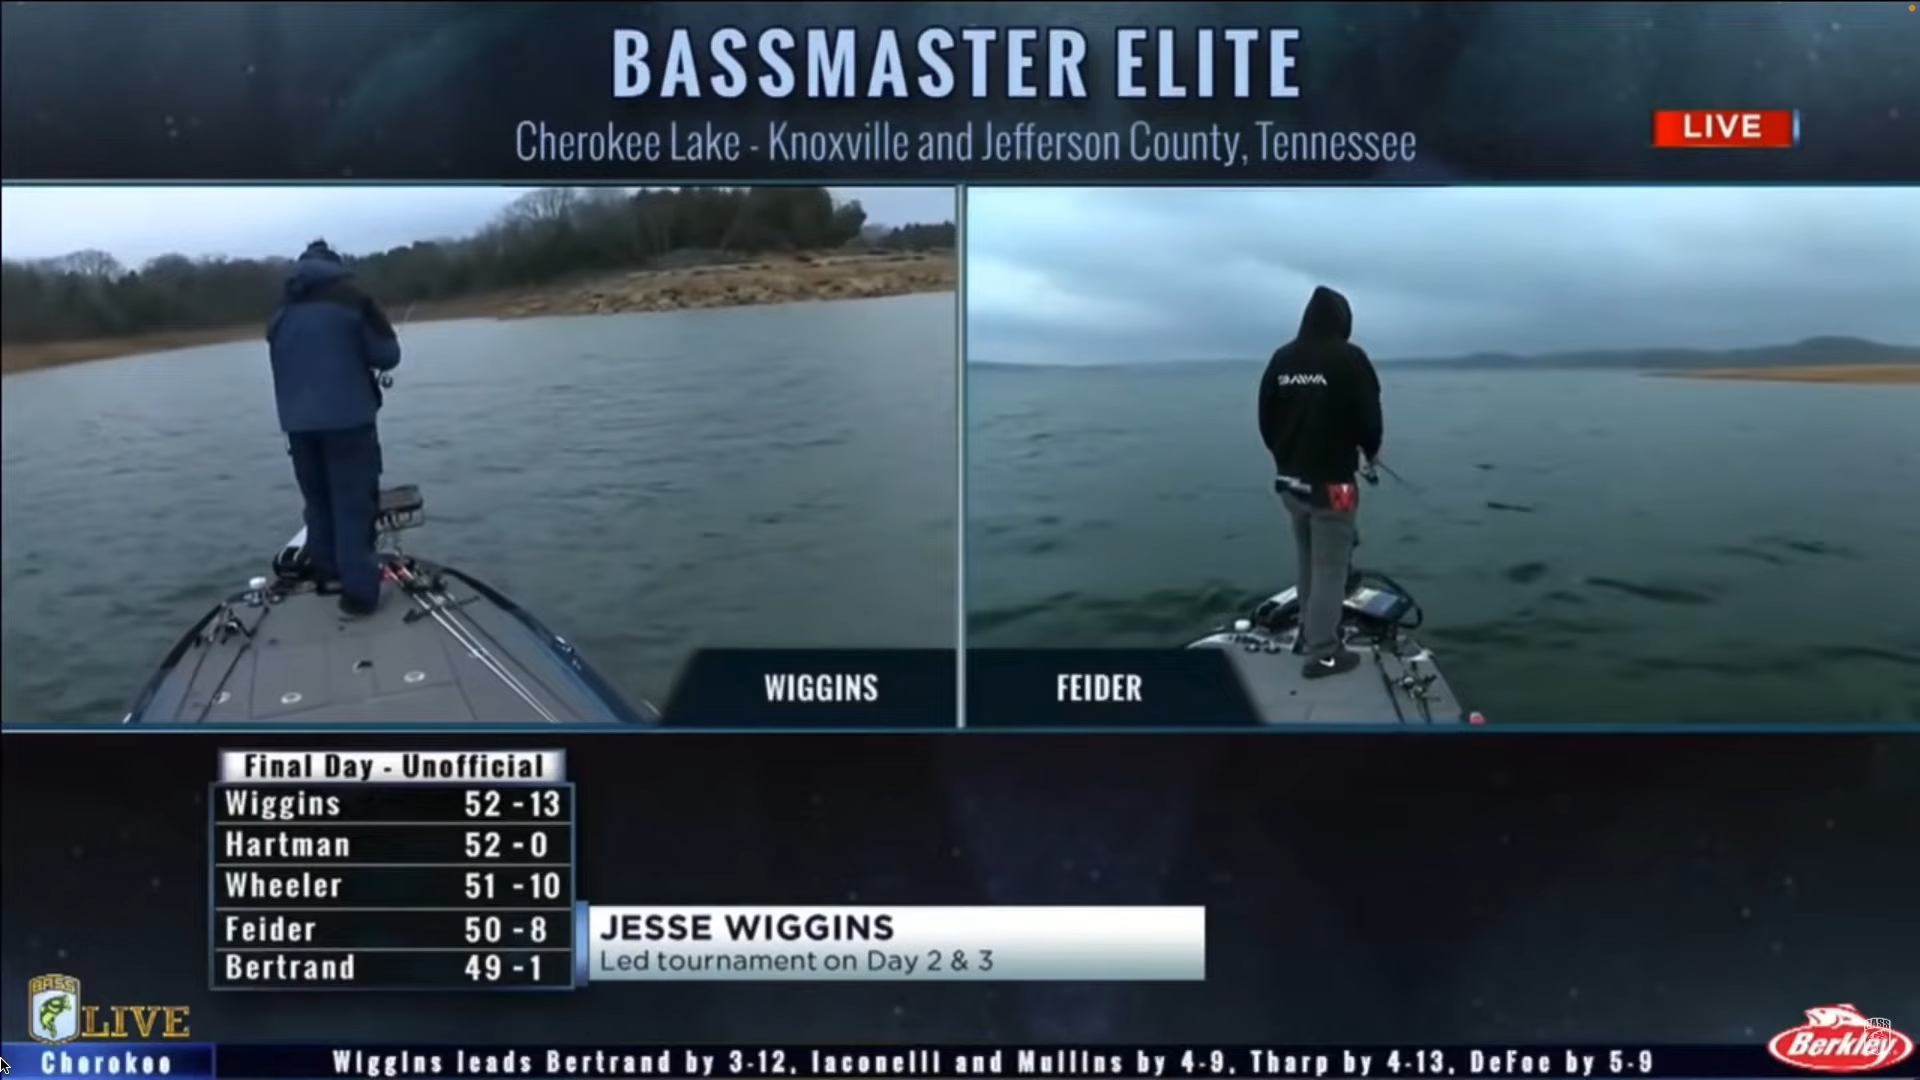 BASSMASTER ELITE
Cherokee Lake - Knoxville and Jefferson County, Tennessee
LIVE
DAIWA
WIGGINS
FEIDER
Final Day - Unofficial
Wiggins 52 -13
Hartman 52 - 0
Wheeler 51 -10
Feider 50 - 8
Bertrand 49 -1
JESSE WIGGINS
Led tournament on Day 2 & 3
BASS
LIVE
Cherokee
Wiggins leads Bertrand by 3-12, Iaconelli and Mullins by 4-9, Tharp by 4-13, DeFoe by 5-9
BASS
Berkley